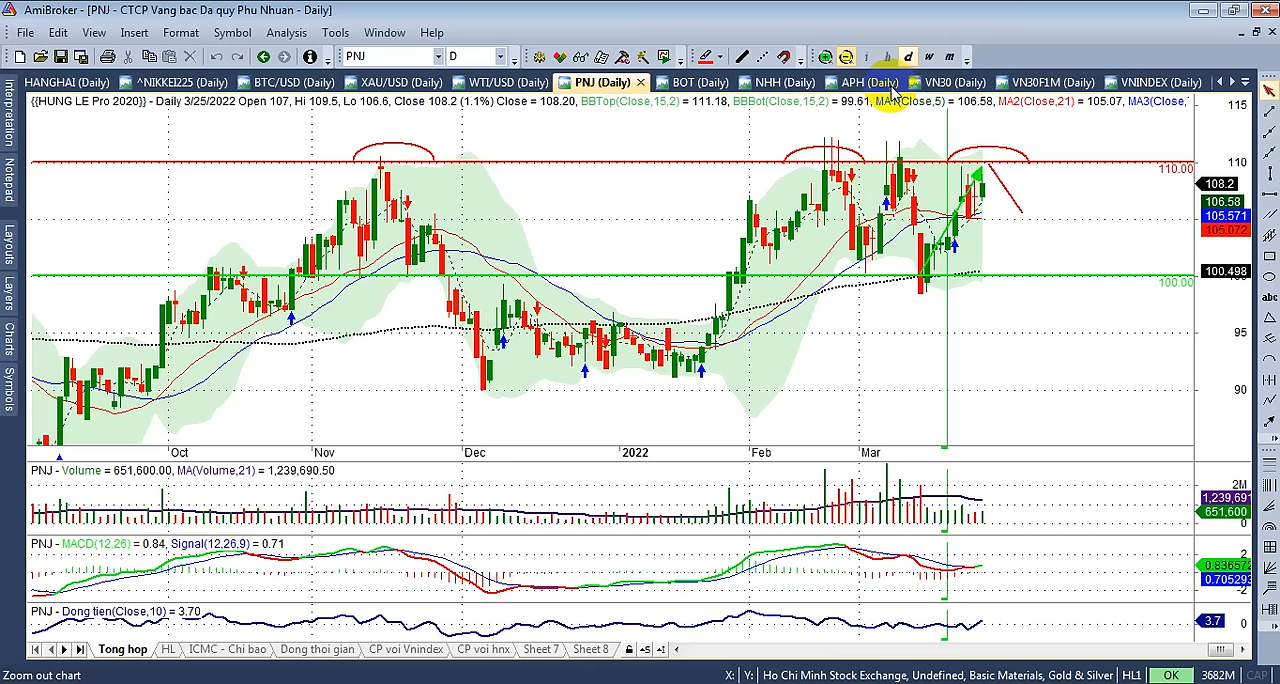 AmiBroker - [PNJ - CTCP Vang bac Da quy Phu Nhuan - Daily]
File Edit View Insert Format Symbol Analysis Tools Window Help
PNJ D i h d w m
HANGHAI (Daily) ^NIKKEI225 (Daily) BTC/USD (Daily) XAU/USD (Daily) WTI/USD (Daily) PNJ (Daily) BOT (Daily) NHH (Daily) APH (Daily) VN30 (Daily) VN30F1M (Daily) VNINDEX (Daily)
{{HUNG LE Pro 2020}} - Daily 3/25/2022 Open 107, Hi 109.5, Lo 106.6, Close 108.2 (1.1%) Close = 108.20, BBTop(Close,15,2) = 111.18, BBBot(Close,15,2) = 99.61, (Close,5) = 106.58, MA2(Close,21) = 105.07, MA3(Close,
Interpretation
Notepad
Layouts
Layers
Charts
Symbols
115
110
110.00
108.2
106.58
105.571
105.072
100.498
100.00
95
90
Oct Nov Dec 2022 Feb Mar
PNJ - Volume = 651,600.00, MA(Volume,21) = 1,239,690.50
2M
1,239,691
651,600
0
PNJ - MACD(12,26) = 0.84, Signal(12,26,9) = 0.71
2
0.836572
0.705293
-2
PNJ - Dong tien(Close,10) = 3.70
3.7 0
Tong hop HL ICMC - Chi bao Dong thoi gian CP voi Vnindex CP voi hnx Sheet 7 Sheet 8
abc
Zoom out chart X: Y: Ho Chi Minh Stock Exchange, Undefined, Basic Materials, Gold & Silver HL1 OK 3682M CAP